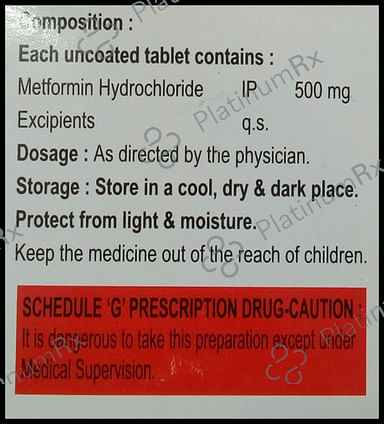 Composition :
Each uncoated tablet contains :
Metformin Hydrochloride IP 500 mg
Excipients q.s.
Dosage : As directed by the physician.
Storage : Store in a cool, dry & dark place.
Protect from light & moisture.
Keep the medicine out of the reach of children.
SCHEDULE 'G' PRESCRIPTION DRUG-CAUTION :
It is dangerous to take this preparation except under
Medical Supervision.
PlatinumRx
PlatinumRx